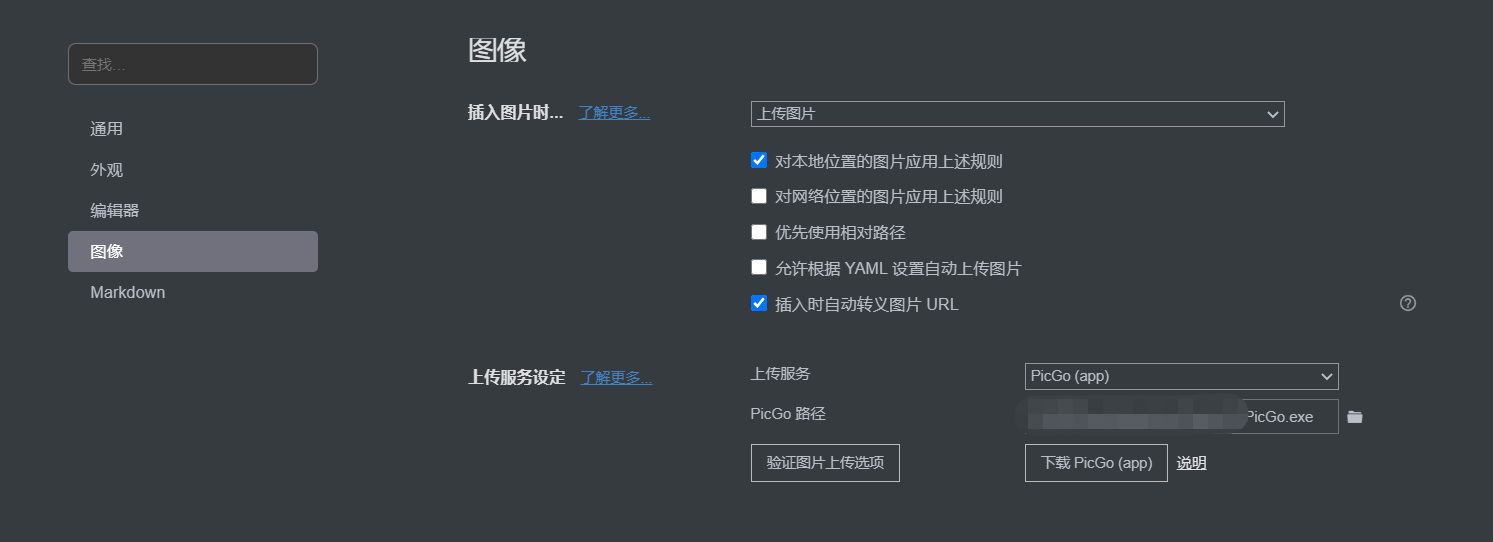 图像
查找...
通用
外观
编辑器
图像
Markdown
插入图片时... 了解更多... 上传图片
对本地位置的图片应用上述规则
对网络位置的图片应用上述规则
优先使用相对路径
允许根据 YAML 设置自动上传图片
插入时自动转义图片 URL
上传服务设定 了解更多... 上传服务 PicGo (app)
PicGo 路径 PicGo.exe
验证图片上传选项 下载 PicGo (app) 说明